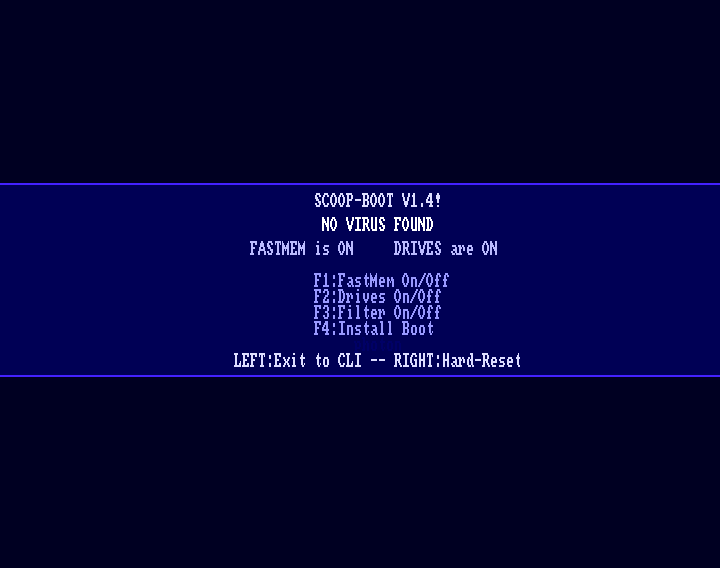 SCOOP-BOOT V1.4!
NO VIRUS FOUND
FASTMEM is ON     DRIVES are ON
F1:FastMem On/Off
F2:Drives On/Off
F3:Filter On/Off
F4:Install Boot
LEFT:Exit to CLI -- RIGHT:Hard-Reset